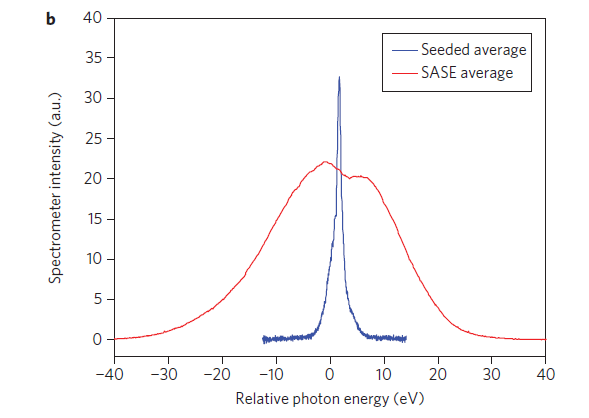 b
40
35
30
25
20
15
10
5
0
Spectrometer intensity (a.u.)
Seeded average
SASE average
−40 −30 −20 −10 0 10 20 30 40
Relative photon energy (eV)